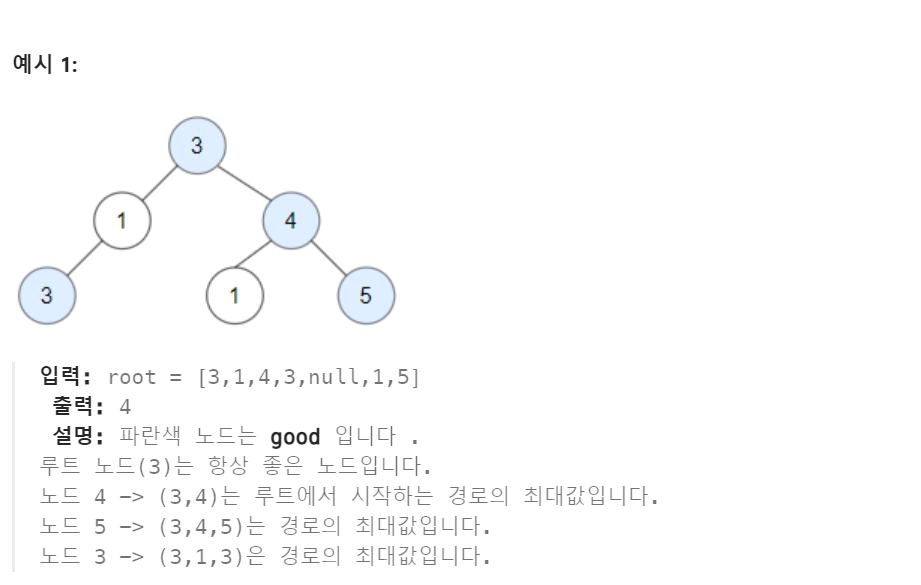 예시 1:
3
1
4
3
1
5
입력: root = [3,1,4,3,null,1,5]
출력: 4
설명: 파란색 노드는 good 입니다 .
루트 노드(3)는 항상 좋은 노드입니다.
노드 4 -> (3,4)는 루트에서 시작하는 경로의 최대값입니다.
노드 5 -> (3,4,5)는 경로의 최대값입니다.
노드 3 -> (3,1,3)은 경로의 최대값입니다.